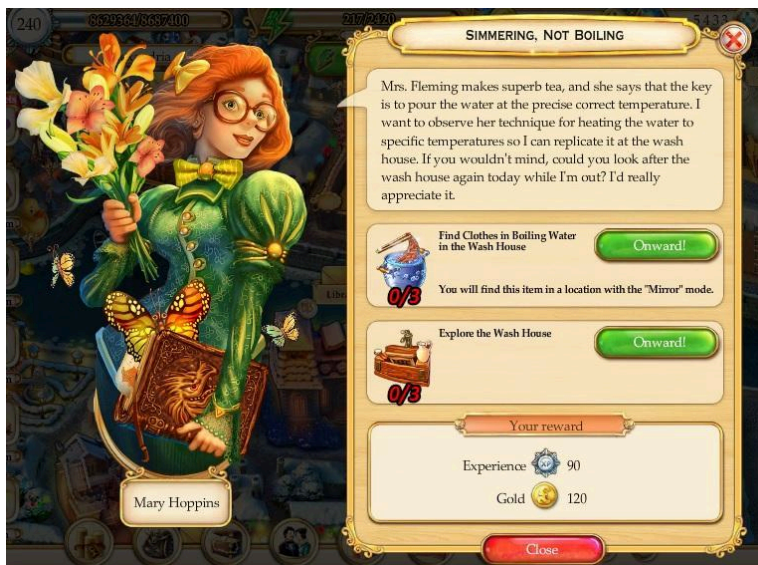 240
8629364/8687400
217/2420
SIMMERING, NOT BOILING
Mrs. Fleming makes superb tea, and she says that the key
is to pour the water at the precise correct temperature. I
want to observe her technique for heating the water to
specific temperatures so I can replicate it at the wash
house. If you wouldn't mind, could you look after the
wash house again today while I'm out? I'd really
appreciate it.
Find Clothes in Boiling Water
in the Wash House
Onward!
You will find this item in a location with the "Mirror" mode.
0/3
Explore the Wash House
Onward!
0/3
Your reward
Experience XP 90
Gold 120
Mary Hoppins
Close